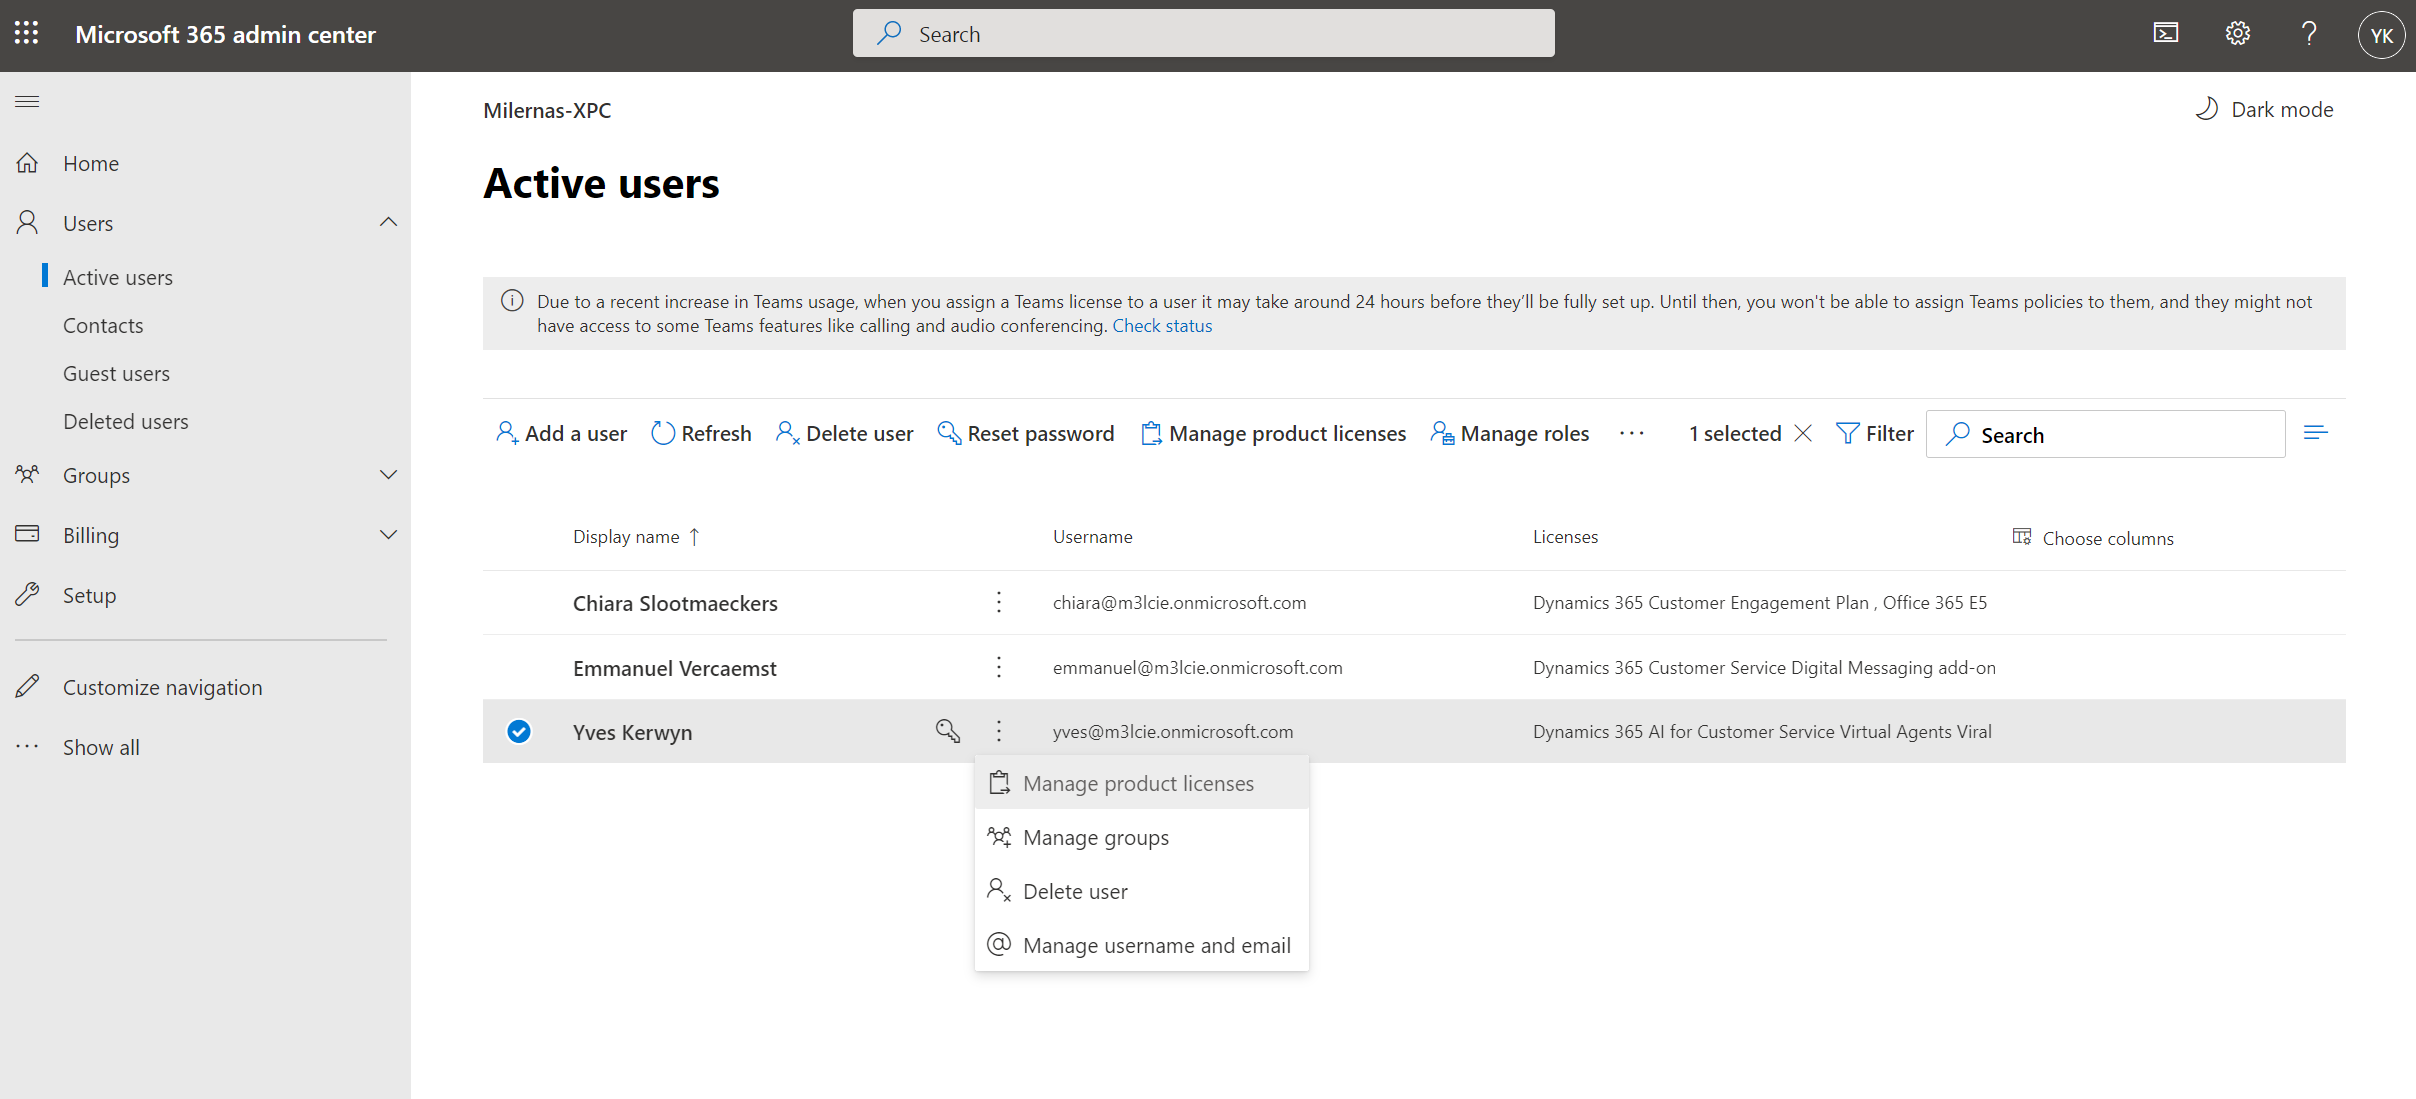 Microsoft 365 admin center
Search
YK
Milernas-XPC
Dark mode
Home
Users
Active users
Contacts
Guest users
Deleted users
Groups
Billing
Setup
Customize navigation
Show all
Active users
Due to a recent increase in Teams usage, when you assign a Teams license to a user it may take around 24 hours before they’ll be fully set up. Until then, you won't be able to assign Teams policies to them, and they might not
have access to some Teams features like calling and audio conferencing. Check status
Add a user Refresh Delete user Reset password Manage product licenses Manage roles ··· 1 selected Filter Search
Display name ↑ Username Licenses Choose columns
Chiara Slootmaeckers chiara@m3lcie.onmicrosoft.com Dynamics 365 Customer Engagement Plan , Office 365 E5
Emmanuel Vercaemst emmanuel@m3lcie.onmicrosoft.com Dynamics 365 Customer Service Digital Messaging add-on
Yves Kerwyn yves@m3lcie.onmicrosoft.com Dynamics 365 AI for Customer Service Virtual Agents Viral
Manage product licenses
Manage groups
Delete user
Manage username and email